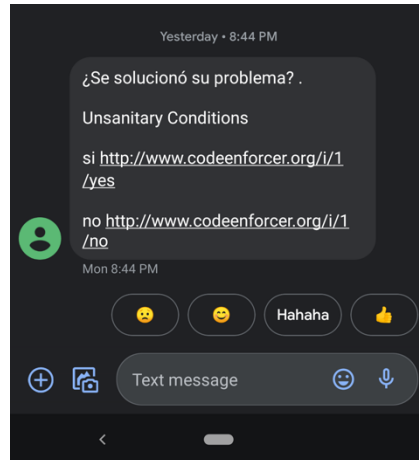 Yesterday • 8:44 PM
¿Se solucionó su problema? .
Unsanitary Conditions
si http://www.codeenforcer.org/i/1
/yes
no http://www.codeenforcer.org/i/1
/no
Mon 8:44 PM
Hahaha
Text message